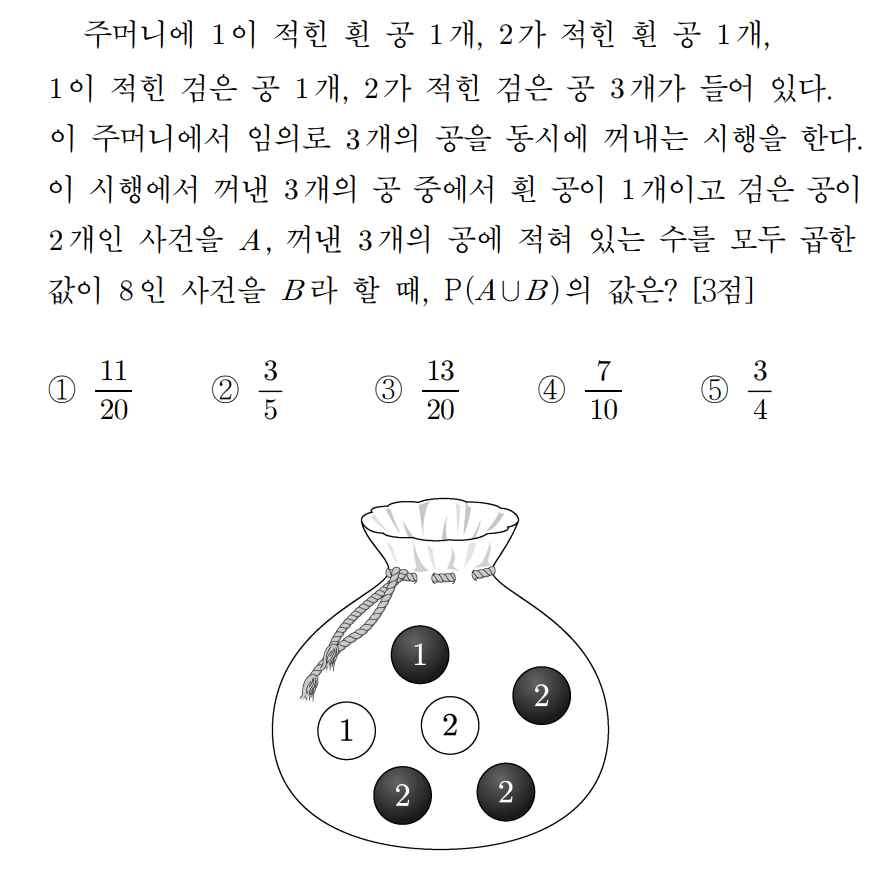 주머니에 1이 적힌 흰 공 1개, 2가 적힌 흰 공 1개,
1이 적힌 검은 공 1개, 2가 적힌 검은 공 3개가 들어 있다.
이 주머니에서 임의로 3개의 공을 동시에 꺼내는 시행을 한다.
이 시행에서 꺼낸 3개의 공 중에서 흰 공이 1개이고 검은 공이
2개인 사건을 A, 꺼낸 3개의 공에 적혀 있는 수를 모두 곱한
값이 8인 사건을 B라 할 때, P(A∪B)의 값은? [3점]
① 11/20 ② 3/5 ③ 13/20 ④ 7/10 ⑤ 3/4
1
2
1 2
2 2